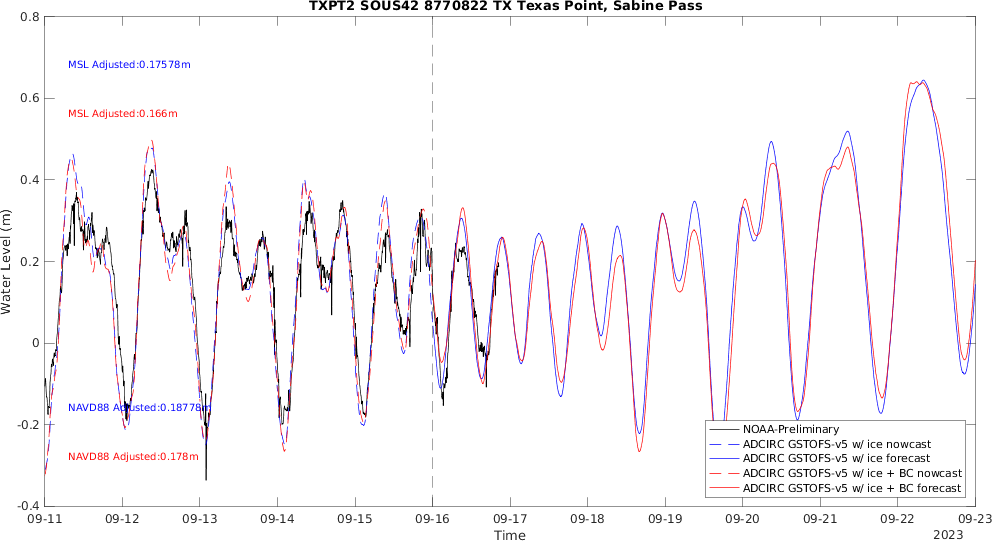 TXPT2 SOUS42 8770822 TX Texas Point, Sabine Pass
0.8
0.6
0.4
0.2
0
-0.2
-0.4
Water Level (m)
MSL Adjusted:0.17578m
MSL Adjusted:0.166m
NAVD88 Adjusted:0.18778m
NAVD88 Adjusted:0.178m
NOAA-Preliminary
ADCIRC GSTOFS-v5 w/ ice nowcast
ADCIRC GSTOFS-v5 w/ ice forecast
ADCIRC GSTOFS-v5 w/ ice + BC nowcast
ADCIRC GSTOFS-v5 w/ ice + BC forecast
09-11 09-12 09-13 09-14 09-15 09-16 09-17 09-18 09-19 09-20 09-21 09-22 09-23
Time
2023